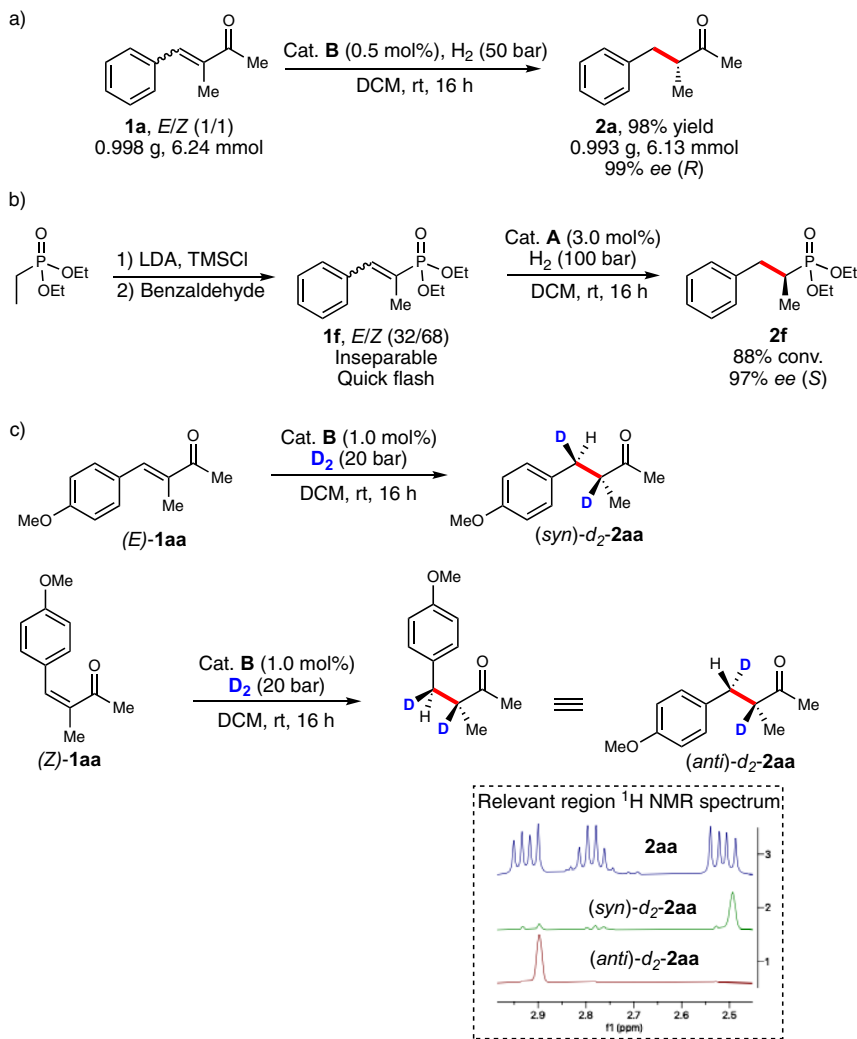 a)
O
Me
Me
1a, E/Z (1/1)
0.998 g, 6.24 mmol
Cat. B (0.5 mol%), H₂ (50 bar)
DCM, rt, 16 h
O
Me
Me
2a, 98% yield
0.993 g, 6.13 mmol
99% ee (R)
b)
O
P
OEt
OEt
1) LDA, TMSCl
2) Benzaldehyde
O
P
OEt
OEt
Me
1f, E/Z (32/68)
Inseparable
Quick flash
Cat. A (3.0 mol%)
H₂ (100 bar)
DCM, rt, 16 h
O
P
OEt
OEt
Me
2f
88% conv.
97% ee (S)
c)
O
Me
Me
MeO
(E)-1aa
Cat. B (1.0 mol%)
D₂ (20 bar)
DCM, rt, 16 h
D
H
O
Me
D
Me
MeO
(syn)-d₂-2aa
OMe
O
Me
Me
(Z)-1aa
Cat. B (1.0 mol%)
D₂ (20 bar)
DCM, rt, 16 h
OMe
O
D
H
D
Me
Me
H
D
O
Me
D
Me
MeO
(anti)-d₂-2aa
Relevant region ¹H NMR spectrum
2aa
3
(syn)-d₂-2aa
2
(anti)-d₂-2aa
1
2.9 2.8 2.7 2.6 2.5
f1 (ppm)